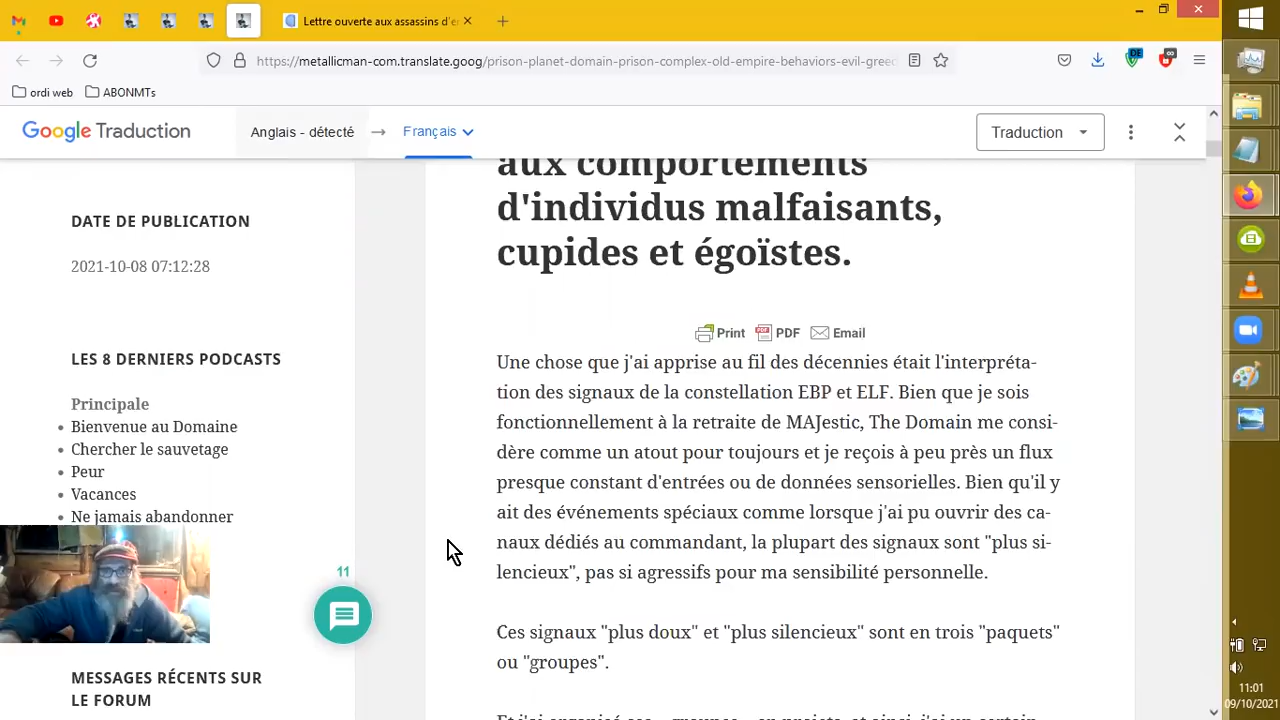 Lettre ouverte aux assassins d'e
https://metallicman-com.translate.goog/prison-planet-domain-prison-complex-old-empire-behaviors-evil-greed
ordi web
ABONMTs
DE
Google Traduction
Anglais - détecté
Français
Traduction
DATE DE PUBLICATION
2021-10-08 07:12:28
LES 8 DERNIERS PODCASTS
Principale
Bienvenue au Domaine
Chercher le sauvetage
Peur
Vacances
Ne jamais abandonner
11
MESSAGES RÉCENTS SUR
LE FORUM
aux comportements
d'individus malfaisants,
cupides et égoïstes.
Print PDF Email
Une chose que j'ai apprise au fil des décennies était l'interpréta-
tion des signaux de la constellation EBP et ELF. Bien que je sois
fonctionnellement à la retraite de MAJestic, The Domain me consi-
dère comme un atout pour toujours et je reçois à peu près un flux
presque constant d'entrées ou de données sensorielles. Bien qu'il y
ait des événements spéciaux comme lorsque j'ai pu ouvrir des ca-
naux dédiés au commandant, la plupart des signaux sont "plus si-
lencieux", pas si agressifs pour ma sensibilité personnelle.
Ces signaux "plus doux" et "plus silencieux" sont en trois "paquets"
ou "groupes".
11:01
09/10/2021